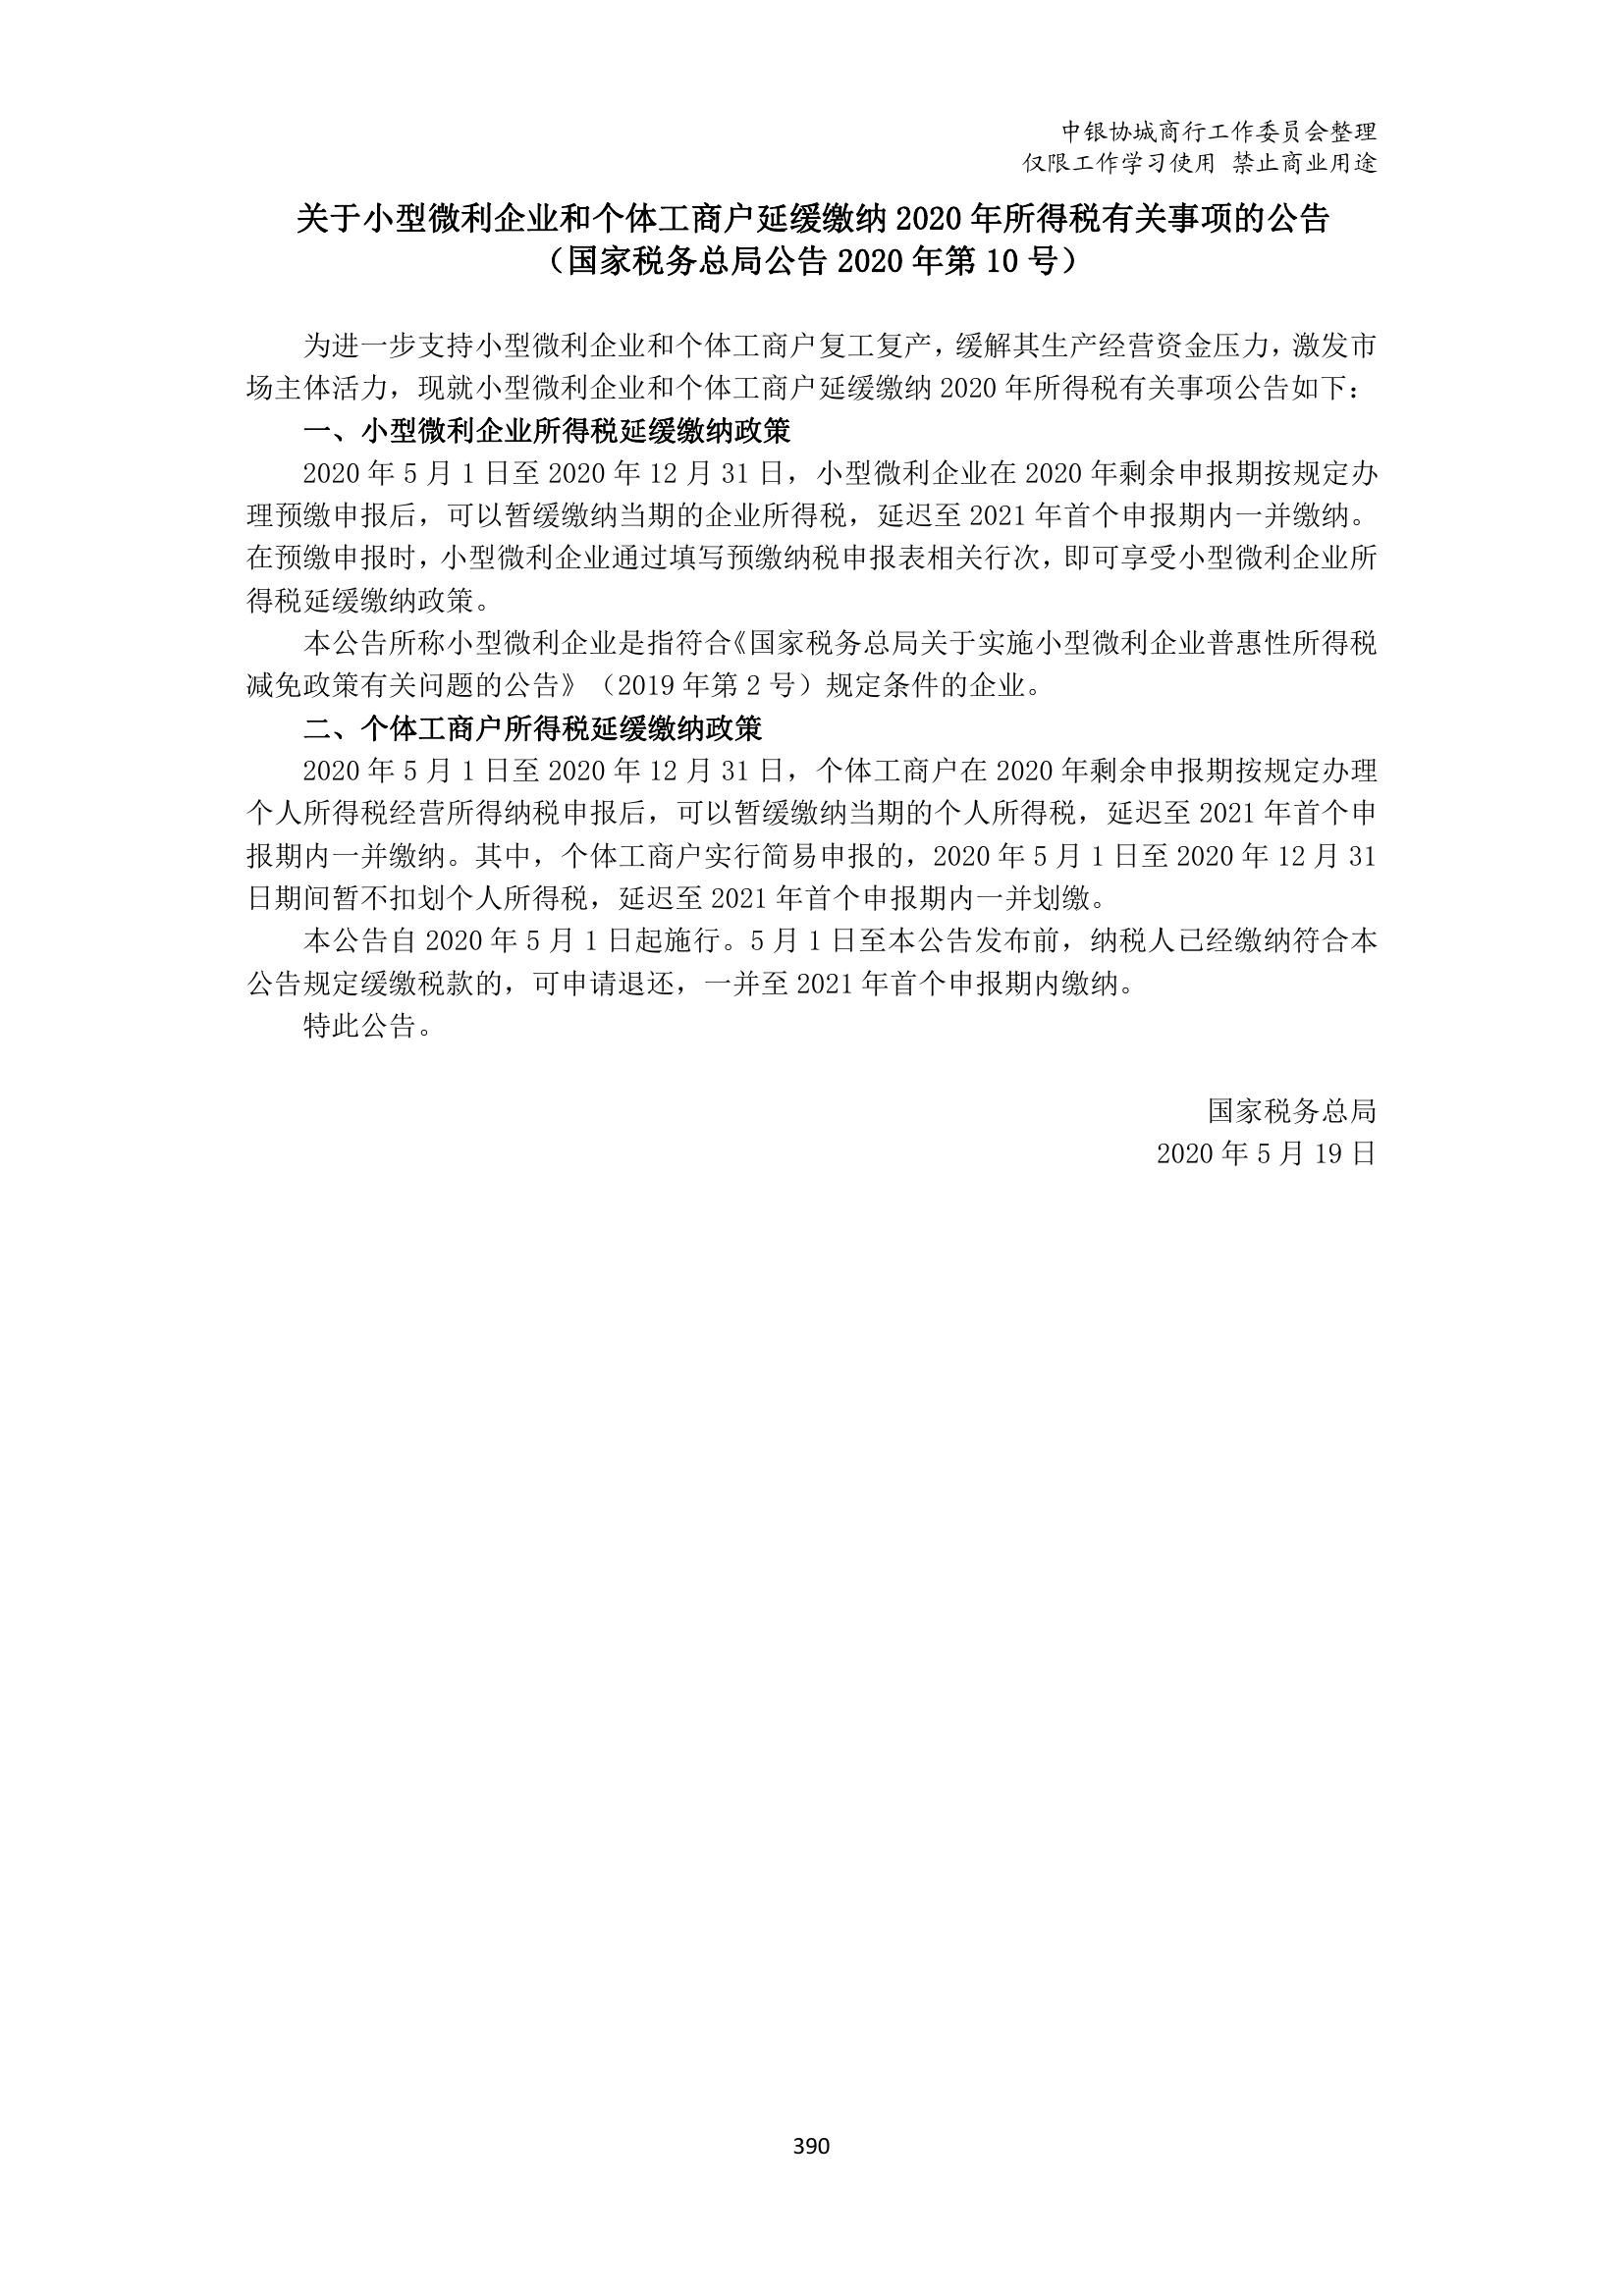 中银协城商行工作委员会整理
仅限工作学习使用 禁止商业用途
关于小型微利企业和个体工商户延缓缴纳 2020 年所得税有关事项的公告
（国家税务总局公告 2020 年第 10 号）
为进一步支持小型微利企业和个体工商户复工复产，缓解其生产经营资金压力，激发市
场主体活力，现就小型微利企业和个体工商户延缓缴纳 2020 年所得税有关事项公告如下：
一、小型微利企业所得税延缓缴纳政策
2020 年 5 月 1 日至 2020 年 12 月 31 日，小型微利企业在 2020 年剩余申报期按规定办
理预缴申报后，可以暂缓缴纳当期的企业所得税，延迟至 2021 年首个申报期内一并缴纳。
在预缴申报时，小型微利企业通过填写预缴纳税申报表相关行次，即可享受小型微利企业所
得税延缓缴纳政策。
本公告所称小型微利企业是指符合《国家税务总局关于实施小型微利企业普惠性所得税
减免政策有关问题的公告》（2019 年第 2 号）规定条件的企业。
二、个体工商户所得税延缓缴纳政策
2020 年 5 月 1 日至 2020 年 12 月 31 日，个体工商户在 2020 年剩余申报期按规定办理
个人所得税经营所得纳税申报后，可以暂缓缴纳当期的个人所得税，延迟至 2021 年首个申
报期内一并缴纳。其中，个体工商户实行简易申报的，2020 年 5 月 1 日至 2020 年 12 月 31
日期间暂不扣划个人所得税，延迟至 2021 年首个申报期内一并划缴。
本公告自 2020 年 5 月 1 日起施行。5 月 1 日至本公告发布前，纳税人已经缴纳符合本
公告规定缓缴税款的，可申请退还，一并至 2021 年首个申报期内缴纳。
特此公告。
国家税务总局
2020 年 5 月 19 日
390